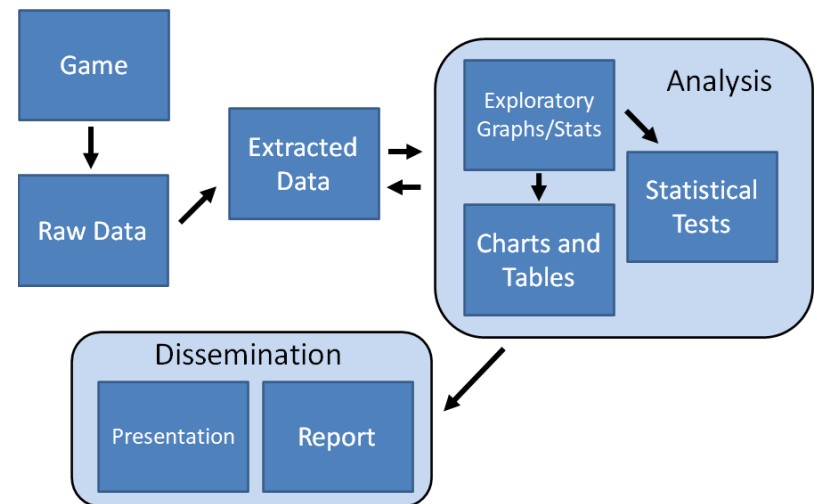 Game
Raw Data
Extracted
Data
Analysis
Exploratory
Graphs/Stats
Statistical
Tests
Charts and
Tables
Dissemination
Presentation
Report